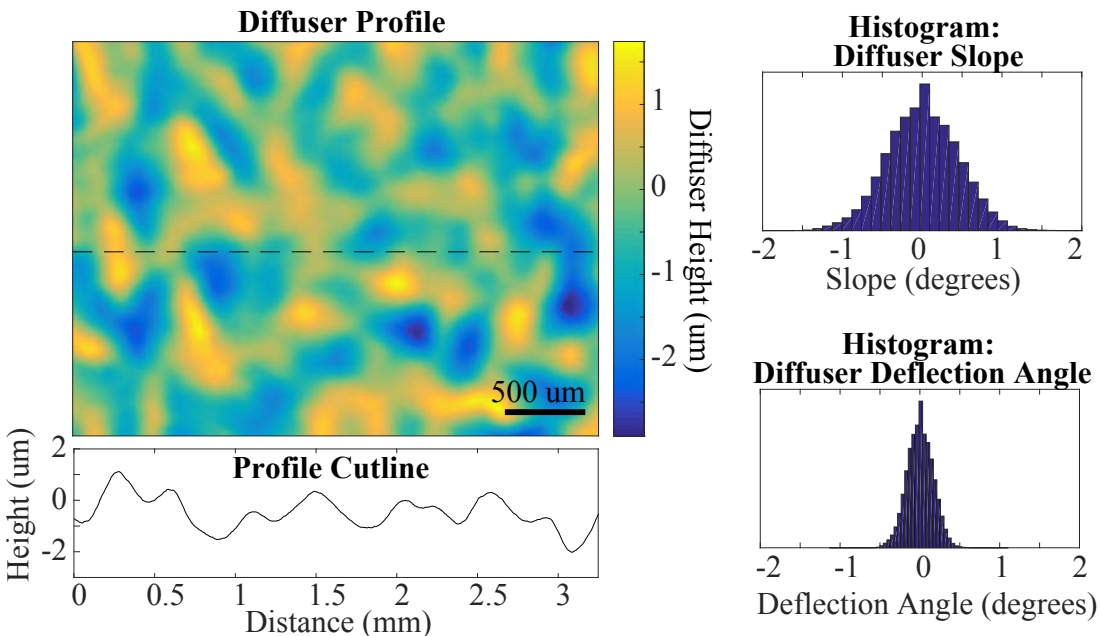 Diffuser Profile
1
0
-1
-2
Diffuser Height (um)
500 um
Profile Cutline
2
0
-2
Height (um)
0
0.5
1
1.5
2
2.5
3
Distance (mm)
Histogram:
Diffuser Slope
-2
-1
0
1
2
Slope (degrees)
Histogram:
Diffuser Deflection Angle
-2
-1
0
1
2
Deflection Angle (degrees)